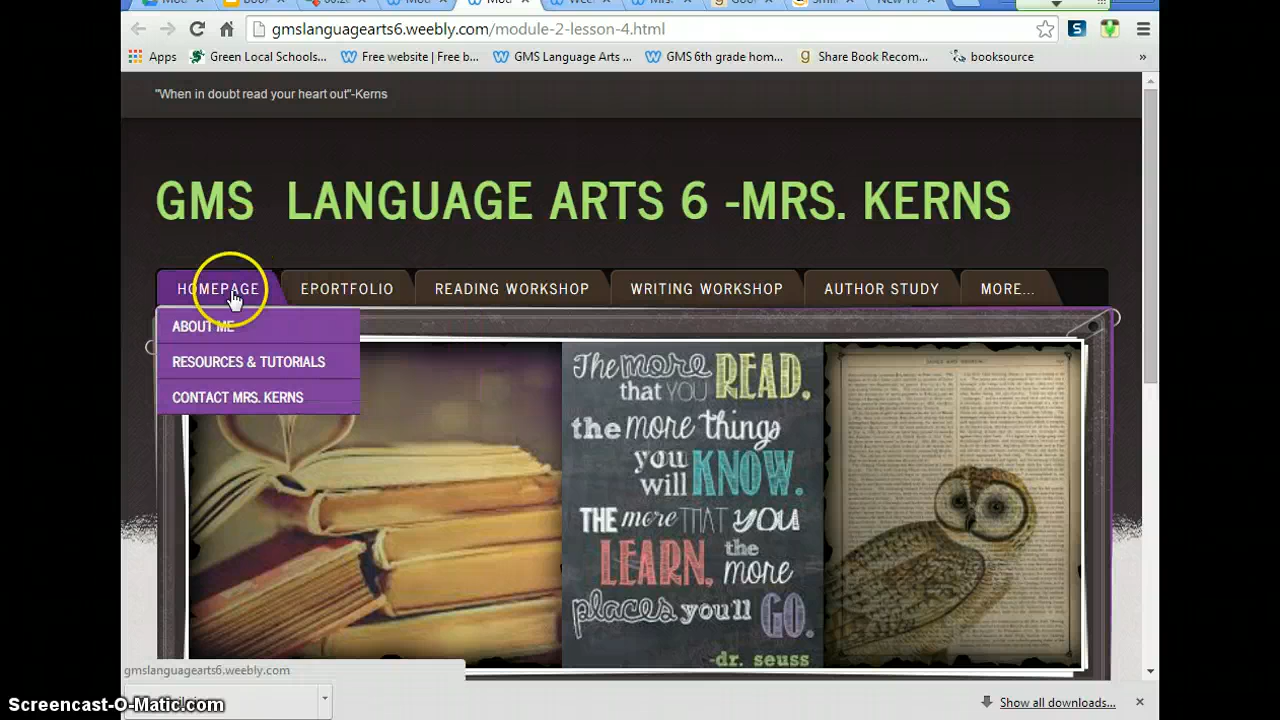 gmslanguagearts6.weebly.com/module-2-lesson-4.html
Apps Green Local Schools... Free website | Free b... GMS Language Arts ... GMS 6th grade hom... Share Book Recom... booksource »
"When in doubt read your heart out"-Kerns
GMS LANGUAGE ARTS 6 -MRS. KERNS
HOMEPAGE EPORTFOLIO READING WORKSHOP WRITING WORKSHOP AUTHOR STUDY MORE...
ABOUT ME
RESOURCES & TUTORIALS
CONTACT MRS. KERNS
The more
that YOU READ,
the more things
you will KNOW.
THE more THAT YOU
LEARN, the more
places you'll GO.
-dr. seuss
gmslanguagearts6.weebly.com
Screencast-O-Matic.com
Show all downloads...